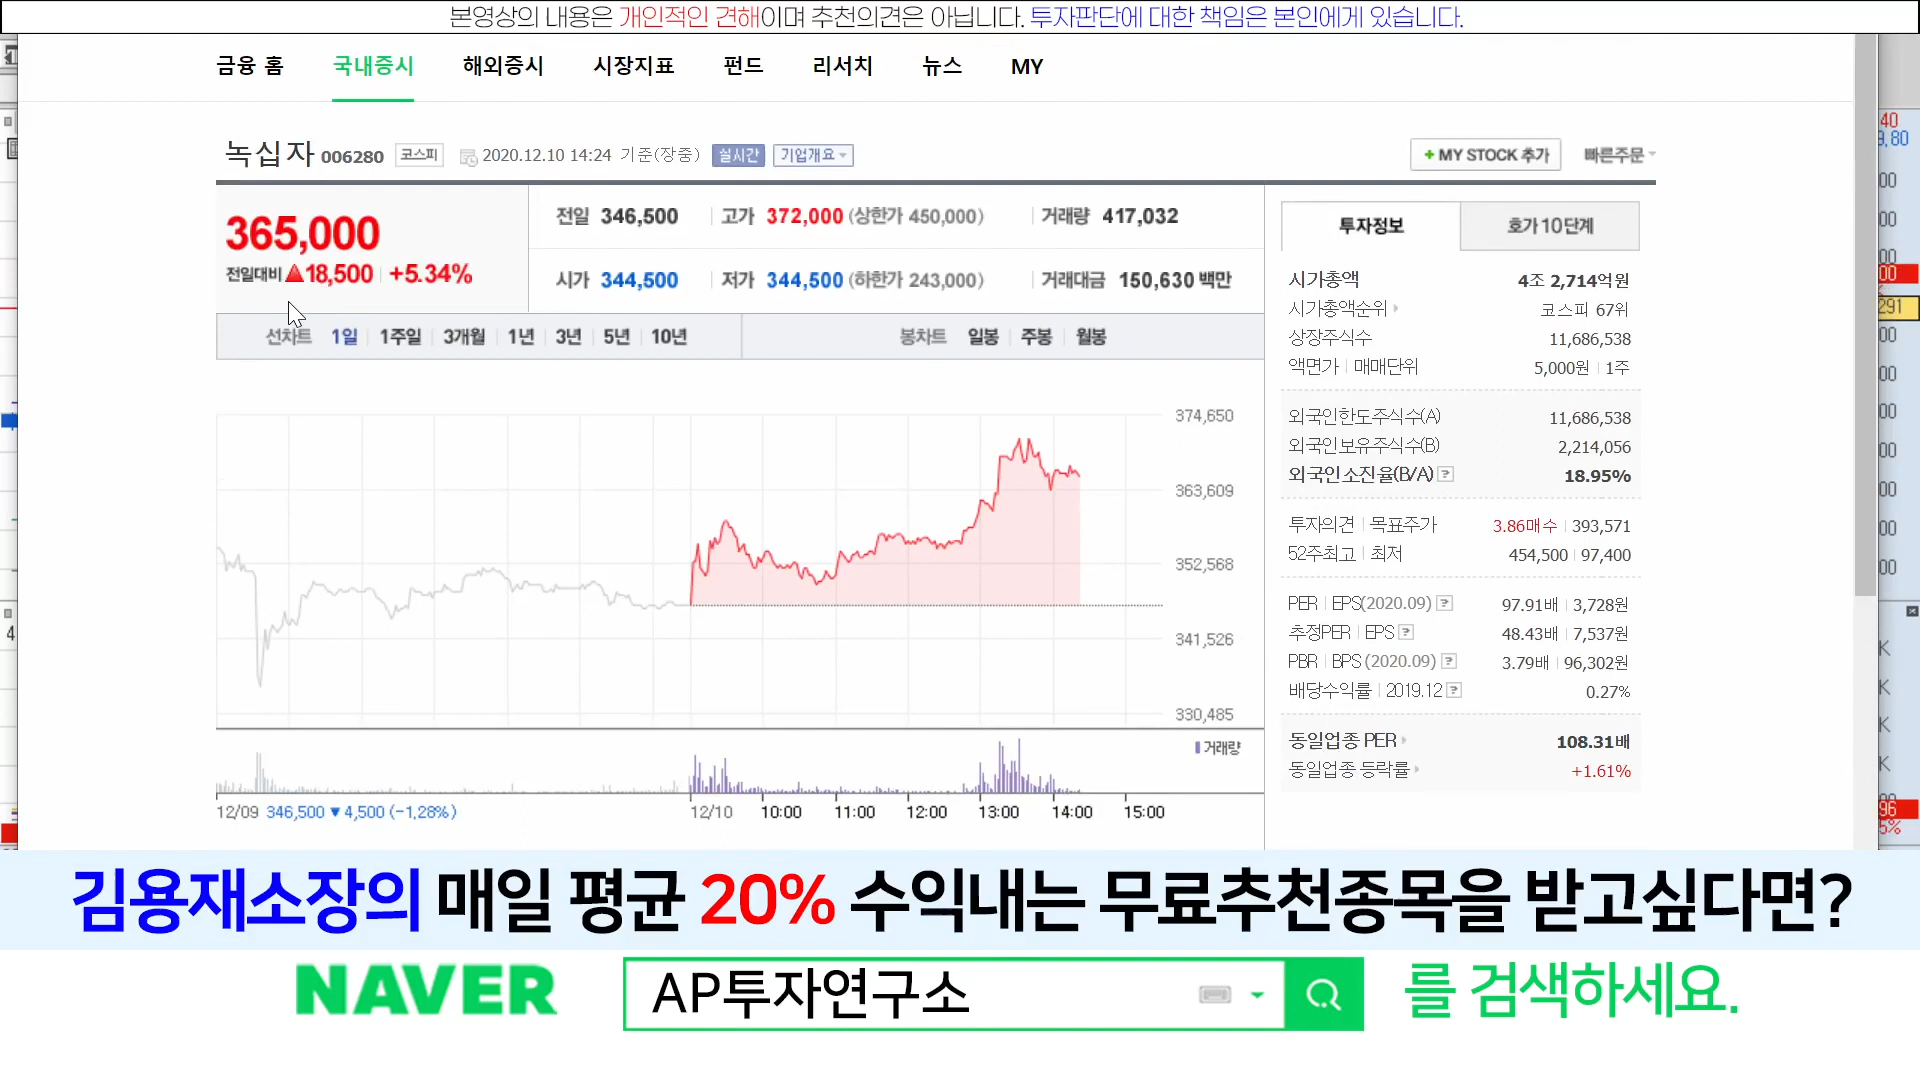 본영상의 내용은 개인적인 견해이며 추천의견은 아닙니다. 투자판단에 대한 책임은 본인에게 있습니다.
금융 홈 국내증시 해외증시 시장지표 펀드 리서치 뉴스 MY
녹십자 006280 코스피 2020.12.10 14:24 기준(장중) 실시간 기업개요
+ MY STOCK 추가 빠른주문
365,000
전일대비 ▲18,500 +5.34%
전일 346,500 고가 372,000 (상한가 450,000) 거래량 417,032
시가 344,500 저가 344,500 (하한가 243,000) 거래대금 150,630 백만
선차트 1일 1주일 3개월 1년 3년 5년 10년 봉차트 일봉 주봉 월봉
374,650
363,609
352,568
341,526
330,485
거래량
12/09 346,500 ▼4,500 (-1.28%) 12/10 10:00 11:00 12:00 13:00 14:00 15:00
투자정보 호가 10단계
시가총액 4조 2,714억원
시가총액순위 코스피 67위
상장주식수 11,686,538
액면가 매매단위 5,000원 1주
외국인한도주식수(A) 11,686,538
외국인보유주식수(B) 2,214,056
외국인소진율(B/A) ? 18.95%
투자의견 목표주가 3.86매수 393,571
52주최고 최저 454,500 97,400
PER EPS(2020.09) ? 97.91배 3,728원
추정PER EPS ? 48.43배 7,537원
PBR BPS (2020.09) ? 3.79배 96,302원
배당수익률 2019.12 ? 0.27%
동일업종 PER 108.31배
동일업종 등락률 +1.61%
김용재소장의 매일 평균 20% 수익내는 무료추천종목을 받고싶다면?
NAVER AP투자연구소 를 검색하세요.